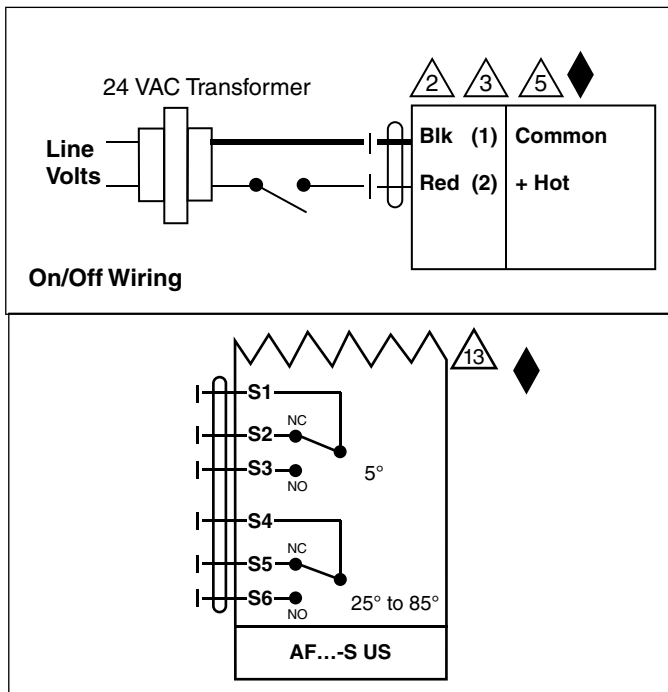 24 VAC Transformer
2 3 5
Line
Volts
Blk (1) Common
Red (2) + Hot
On/Off Wiring
13
S1
NC
S2
S3
NO
5°
S4
NC
S5
S6
NO
25° to 85°
AF...-S US